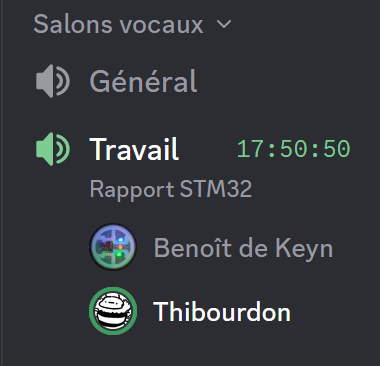 Salons vocaux
Général
Travail 17:50:50
Rapport STM32
Benoît de Keyn
Thibourdon